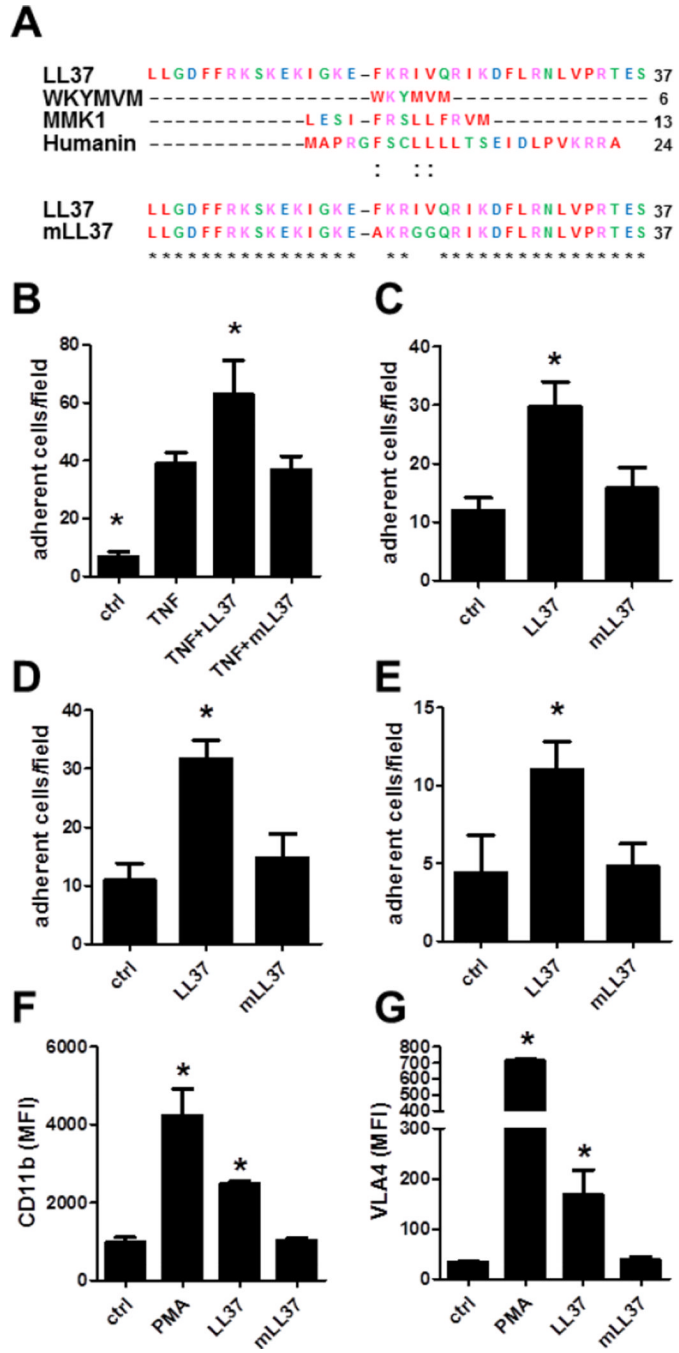 A
LL37 LLGDFFRKSKEKIGKE–FKRIVQRIKDFLRNLVPRTES 37
WKYMVM -----------------WKYMVM--------------- 6
MMK1 ------------LESI–FRSLLFRVM------------ 13
Humanin ------------MAPRGFSCLLLLTSEIDLPVKRRA 24
: ::
LL37 LLGDFFRKSKEKIGKE–FKRIVQRIKDFLRNLVPRTES 37
mLL37 LLGDFFRKSKEKIGKE–AKRGGQRIKDFLRNLVPRTES 37
**************** ** ****************
B
adherent cells/field
80
60
40
20
0
*
*
ctrl
TNF
TNF+LL37
TNF+mLL37
C
adherent cells/field
40
30
20
10
0
*
ctrl
LL37
mLL37
D
adherent cells/field
40
30
20
10
0
*
ctrl
LL37
mLL37
E
adherent cells/field
15
10
5
0
*
ctrl
LL37
mLL37
F
CD11b (MFI)
6000
4000
2000
0
*
*
ctrl
PMA
LL37
mLL37
G
VLA4 (MFI)
800
700
600
500
400
300
200
100
0
*
*
ctrl
PMA
LL37
mLL37